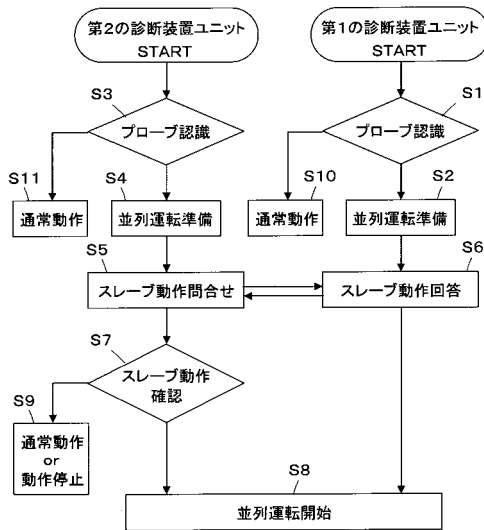 第2の診断装置ユニット
START
第1の診断装置ユニット
START
S3
プローブ認識
S1
プローブ認識
S11
通常動作
S4
並列運転準備
S10
通常動作
S2
並列運転準備
S5
スレーブ動作問合せ
S6
スレーブ動作回答
S7
スレーブ動作
確認
S9
通常動作
or
動作停止
S8
並列運転開始